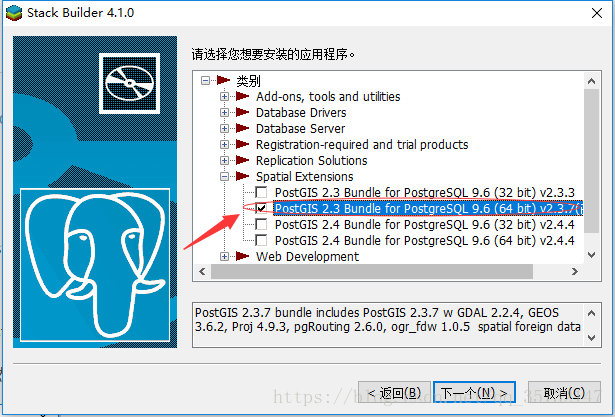 Stack Builder 4.1.0
请选择您想要安装的应用程序。
类别
Add-ons, tools and utilities
Database Drivers
Database Server
Registration-required and trial products
Replication Solutions
Spatial Extensions
PostGIS 2.3 Bundle for PostgreSQL 9.6 (32 bit) v2.3.3
PostGIS 2.3 Bundle for PostgreSQL 9.6 (64 bit) v2.3.7(
PostGIS 2.4 Bundle for PostgreSQL 9.6 (32 bit) v2.4.4
PostGIS 2.4 Bundle for PostgreSQL 9.6 (64 bit) v2.4.4
Web Development
PostGIS 2.3.7 bundle includes PostGIS 2.3.7 w GDAL 2.2.4, GEOS
3.6.2, Proj 4.9.3, pgRouting 2.6.0, ogr_fdw 1.0.5 spatial foreign data
< 返回(B) 下一个(N) > 取消(C)